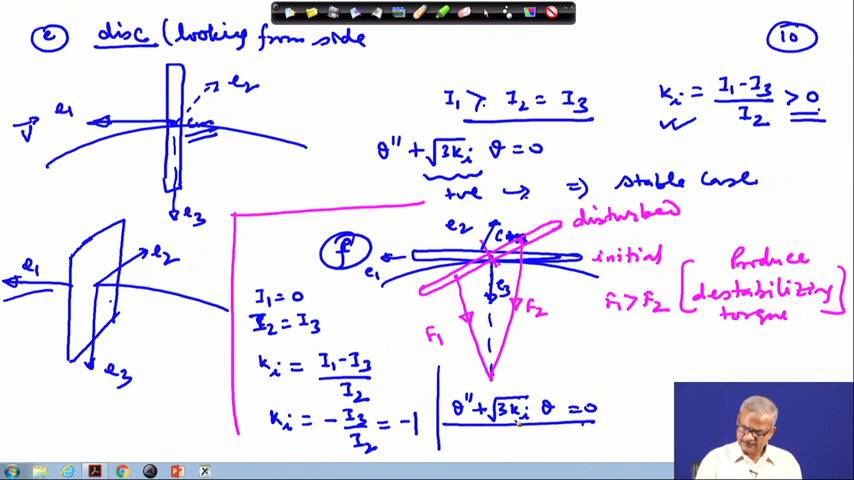 (e) disc (looking from side
(10)
e2
e1
V
cm
e3
I1 > I2 = I3
ki = I1-I3 / I2 > 0
θ'' + √3ki θ = 0
+ve → ⇒ stable case
e1
e2
e3
(f)
e2
cm
disturbed
e1
initial
e3
F1
F2
F1 > F2 [Produce
destabilizing
torque]
I1 = 0
I2 = I3
ki = I1-I3 / I2
ki = - I3 / I2 = -1
θ'' + √3ki θ = 0